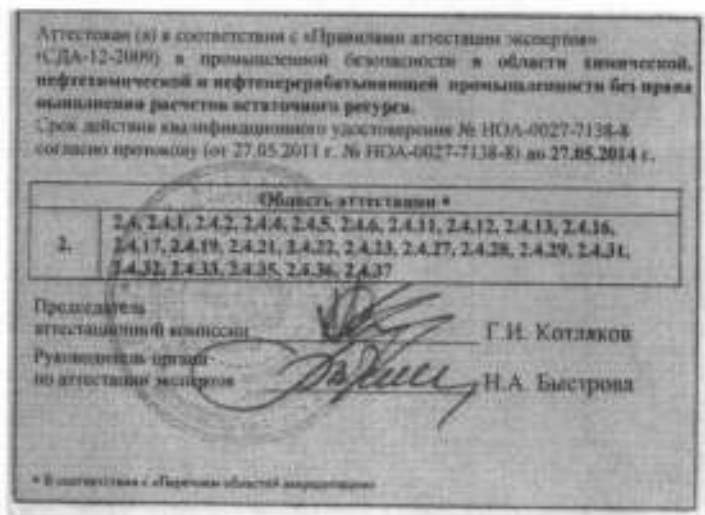 Аттестован (а) в соответствии с «Правилами аттестации экспертов»
(СДА-12-2009) в промышленной безопасности в области химической,
нефтехимической и нефтеперерабатывающей промышленности без права
выполнения расчетов остаточного ресурса.
Срок действия квалификационного удостоверения № НОА-0027-7138-8
согласно протоколу (от 27.05.2011 г. № НОА-0027-7138-8) до 27.05.2014 г.
Область аттестации *
2. 2.4, 2.4.1, 2.4.2, 2.4.4, 2.4.5, 2.4.6, 2.4.11, 2.4.12, 2.4.13, 2.4.16,
2.4.17, 2.4.19, 2.4.21, 2.4.22, 2.4.23, 2.4.27, 2.4.28, 2.4.29, 2.4.31,
2.4.32, 2.4.33, 2.4.35, 2.4.36, 2.4.37
Председатель
аттестационной комиссии Г.И. Котляков
Руководитель органа
по аттестации экспертов Н.А. Быстрова
* В соответствии с «Перечнем областей аккредитации»